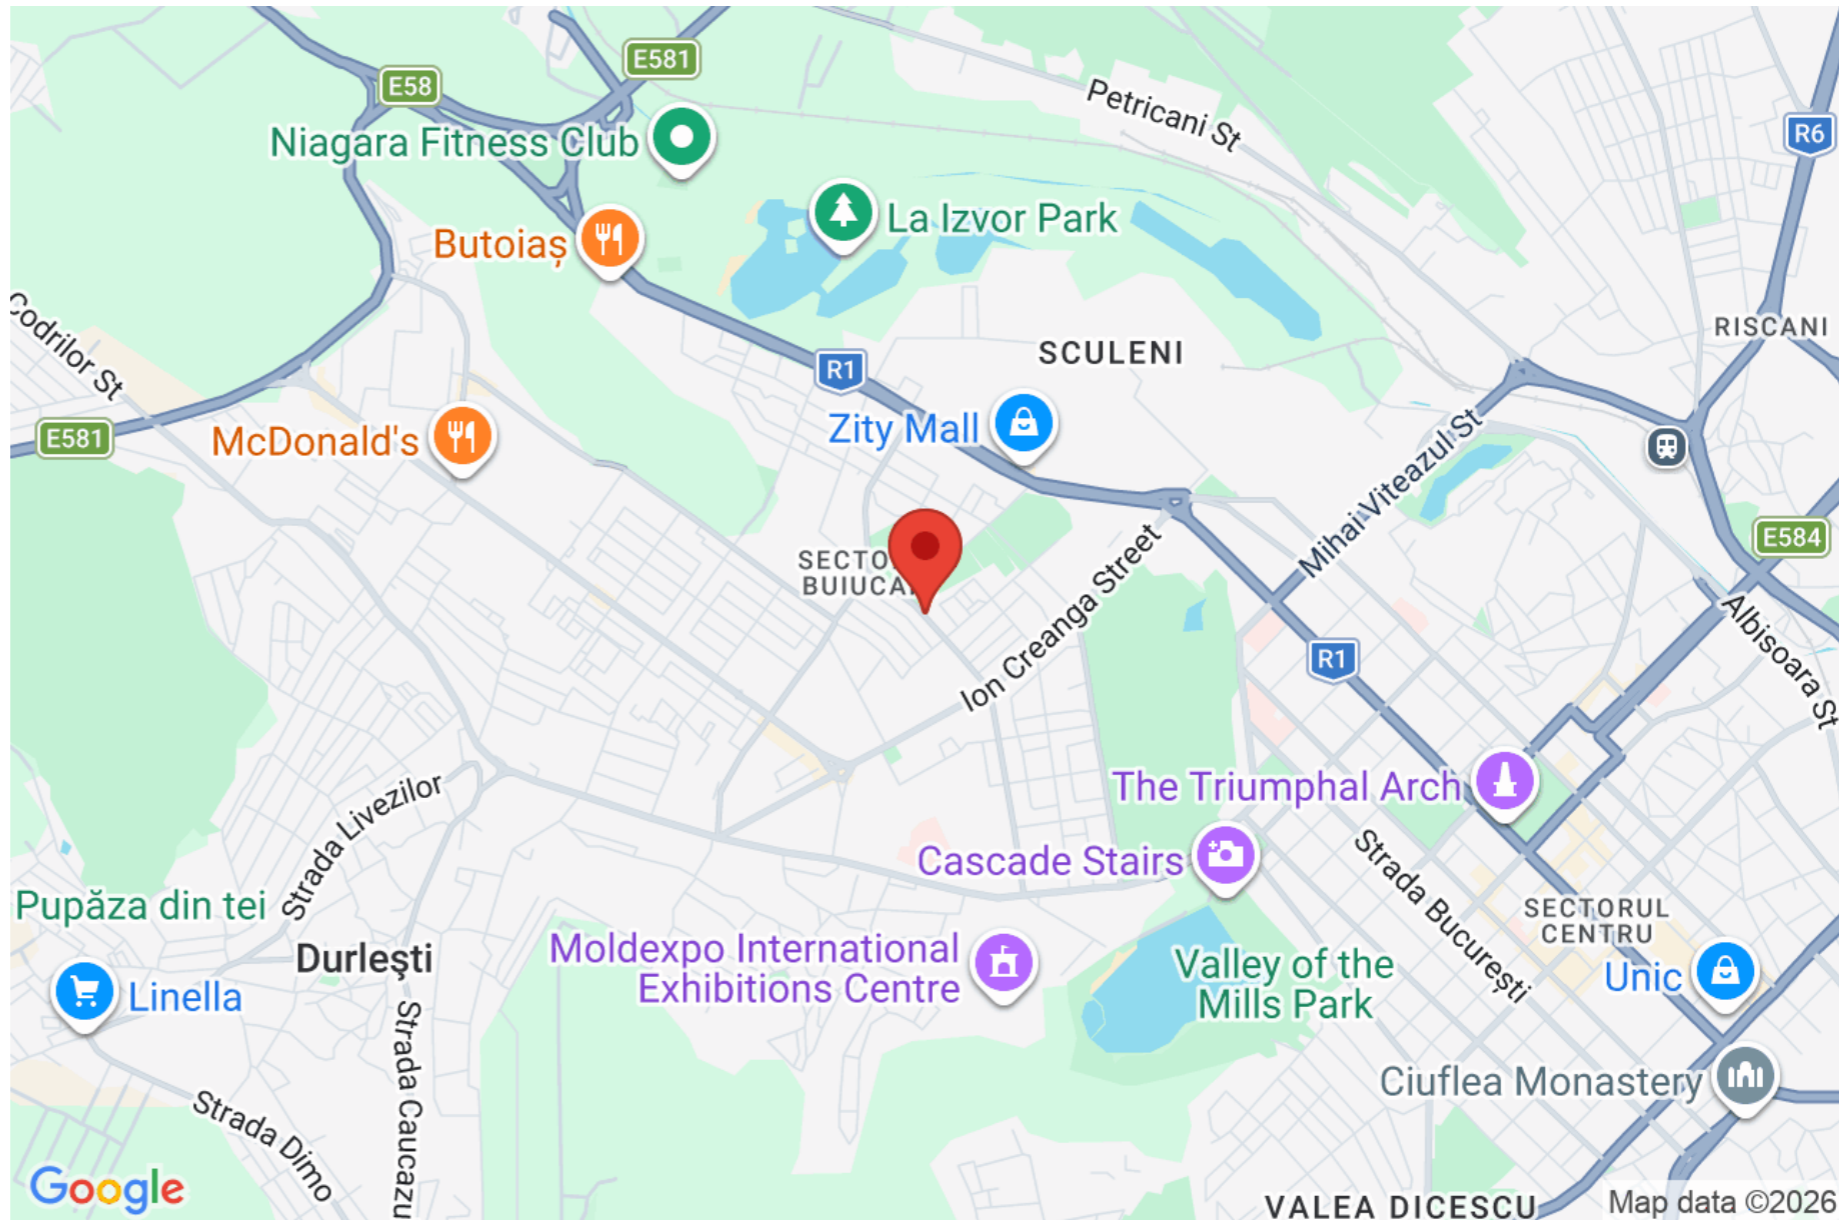 E581
E58
Petricani St
R6
Niagara Fitness Club
La Izvor Park
Butoiaș
Codrilor St
RISCANI
SCULENI
R1
Zity Mall
E581
McDonald's
Mihai Viteazul St
E584
SECTO
BUIUCA
Ion Creanga Street
Albisoara St
R1
The Triumphal Arch
Strada Livezilor
Cascade Stairs
Strada București
Pupăza din tei
SECTORUL
CENTRU
Durleşti
Moldexpo International
Exhibitions Centre
Valley of the
Mills Park
Unic
Linella
Strada Caucazu
Ciuflea Monastery
Strada Dimo
Google
VALEA DICESCU
Map data ©2026